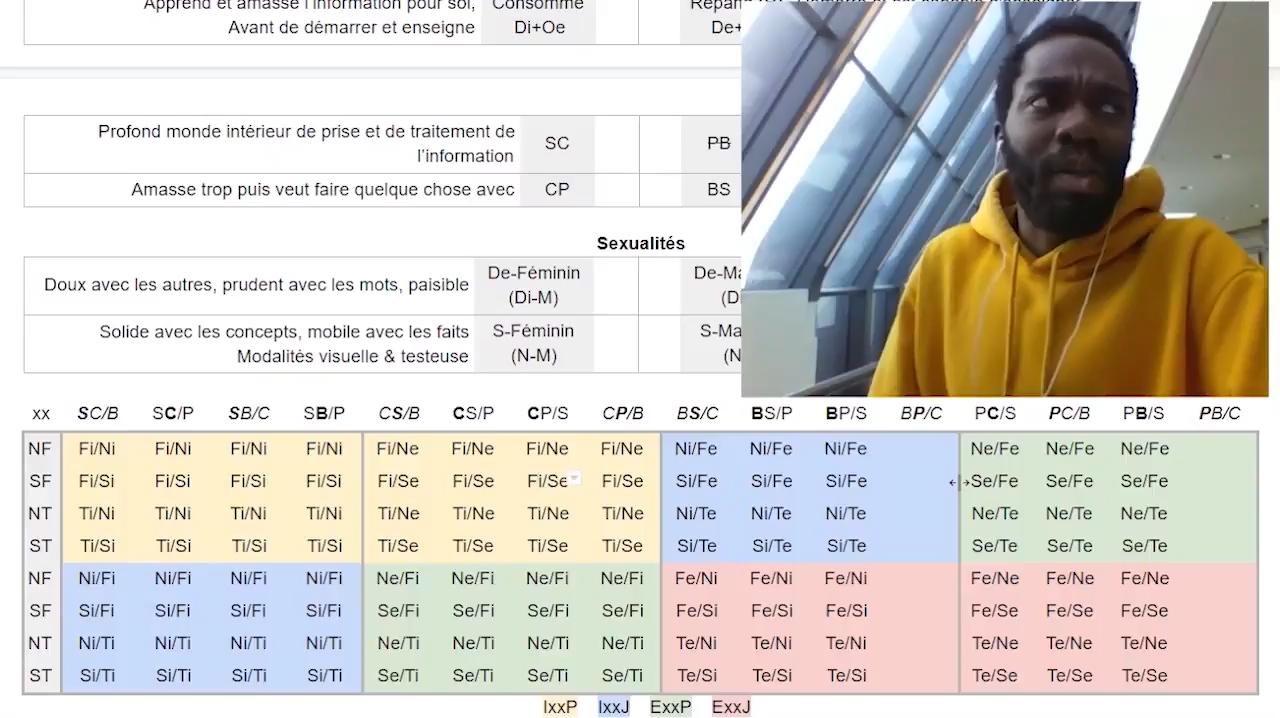 Apprend et amasse l'information pour soi,
Avant de démarrer et enseigne
Consomme
Di+Oe
De+
Profond monde intérieur de prise et de traitement de
l'information
SC
PB
Amasse trop puis veut faire quelque chose avec
CP
BS
Sexualités
Doux avec les autres, prudent avec les mots, paisible
De-Féminin
(Di-M)
De-Ma
(D
Solide avec les concepts, mobile avec les faits
Modalités visuelle & testeuse
S-Féminin
(N-M)
S-Ma
(N
xx SC/B SC/P SB/C SB/P CS/B CS/P CP/S CP/B BS/C BS/P BP/S BP/C PC/S PC/B PB/S PB/C
NF Fi/Ni Fi/Ni Fi/Ni Fi/Ni Fi/Ne Fi/Ne Fi/Ne Fi/Ne Ni/Fe Ni/Fe Ni/Fe Ne/Fe Ne/Fe Ne/Fe
SF Fi/Si Fi/Si Fi/Si Fi/Si Fi/Se Fi/Se Fi/Se Fi/Se Si/Fe Si/Fe Si/Fe Se/Fe Se/Fe Se/Fe
NT Ti/Ni Ti/Ni Ti/Ni Ti/Ni Ti/Ne Ti/Ne Ti/Ne Ti/Ne Ni/Te Ni/Te Ni/Te Ne/Te Ne/Te Ne/Te
ST Ti/Si Ti/Si Ti/Si Ti/Si Ti/Se Ti/Se Ti/Se Ti/Se Si/Te Si/Te Si/Te Se/Te Se/Te Se/Te
NF Ni/Fi Ni/Fi Ni/Fi Ni/Fi Ne/Fi Ne/Fi Ne/Fi Ne/Fi Fe/Ni Fe/Ni Fe/Ni Fe/Ne Fe/Ne Fe/Ne
SF Si/Fi Si/Fi Si/Fi Si/Fi Se/Fi Se/Fi Se/Fi Se/Fi Fe/Si Fe/Si Fe/Si Fe/Se Fe/Se Fe/Se
NT Ni/Ti Ni/Ti Ni/Ti Ni/Ti Ne/Ti Ne/Ti Ne/Ti Ne/Ti Te/Ni Te/Ni Te/Ni Te/Ne Te/Ne Te/Ne
ST Si/Ti Si/Ti Si/Ti Si/Ti Se/Ti Se/Ti Se/Ti Se/Ti Te/Si Te/Si Te/Si Te/Se Te/Se Te/Se
IxxP IxxJ ExxP ExxJ